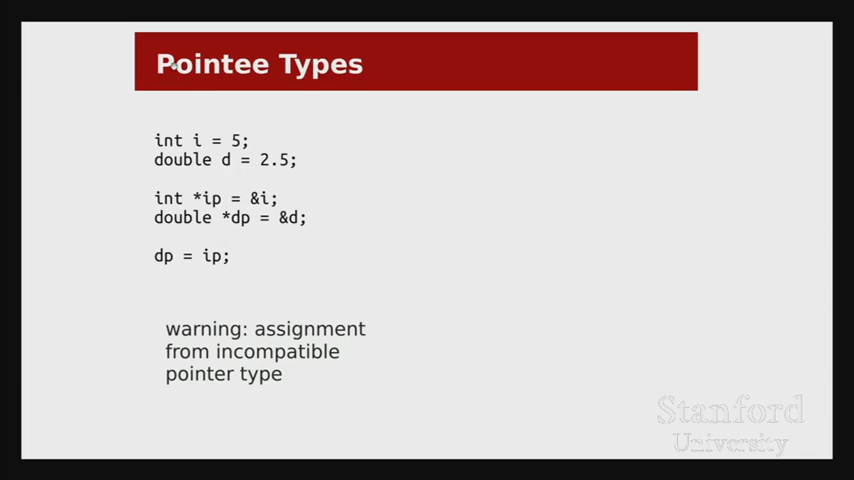 Pointee Types
int i = 5;
double d = 2.5;
int *ip = &i;
double *dp = &d;
dp = ip;
warning: assignment
from incompatible
pointer type
Stanford
University